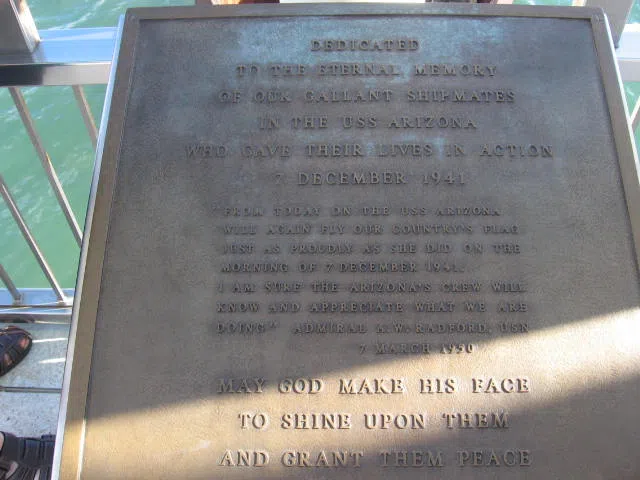 DEDICATED
TO THE ETERNAL MEMORY
OF OUR GALLANT SHIPMATES
IN THE USS ARIZONA
WHO GAVE THEIR LIVES IN ACTION
7 DECEMBER 1941
"FROM TODAY ON THE USS ARIZONA
WILL AGAIN FLY OUR COUNTRY'S FLAG
JUST AS PROUDLY AS SHE DID ON THE
MORNING OF 7 DECEMBER 1941.
I AM SURE THE ARIZONA'S CREW WILL
KNOW AND APPRECIATE WHAT WE ARE
DOING" ADMIRAL A.W. RADFORD, USN
7 MARCH 1950
MAY GOD MAKE HIS FACE
TO SHINE UPON THEM
AND GRANT THEM PEACE